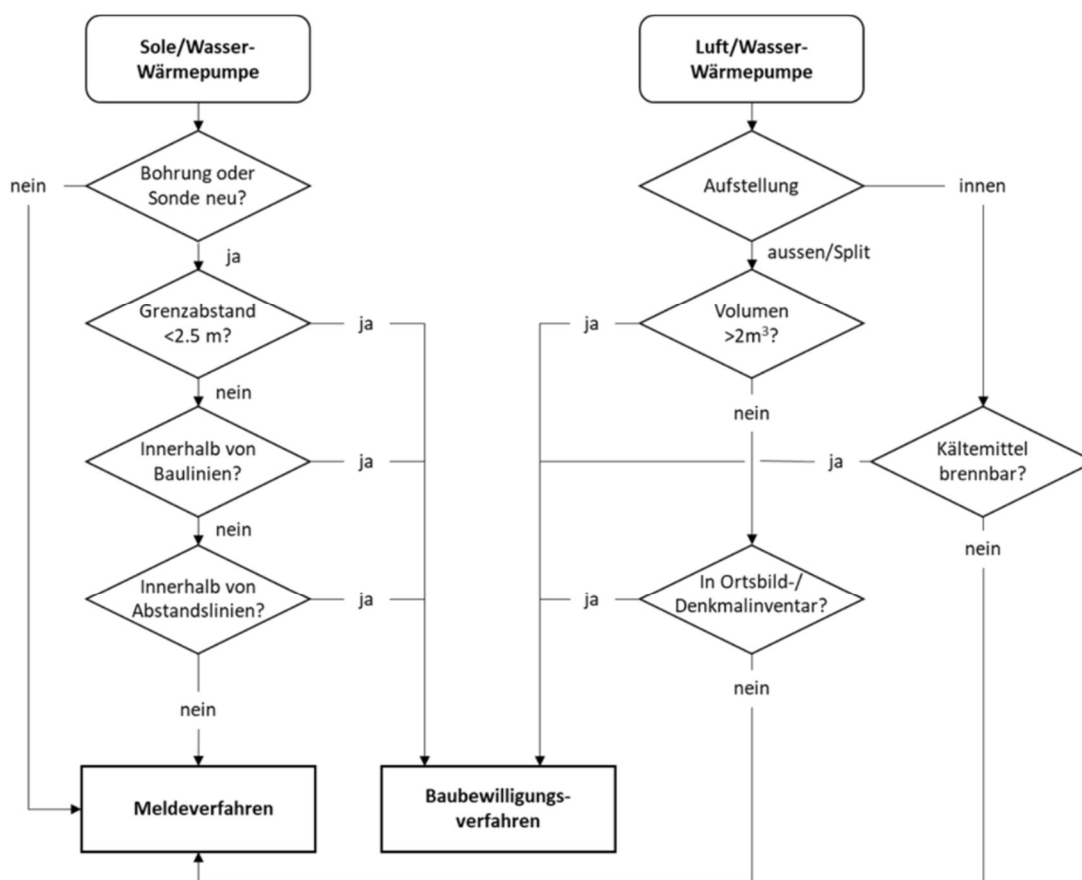 Sole/Wasser-
Wärmepumpe
Luft/Wasser-
Wärmepumpe
nein
Bohrung oder
Sonde neu?
Aufstellung
innen
ja
aussen/Split
Grenzabstand
<2.5 m?
ja
ja
Volumen
>2m³?
nein
nein
Innerhalb von
Baulinien?
ja
ja
Kältemittel
brennbar?
nein
nein
Innerhalb von
Abstandslinien?
ja
ja
In Ortsbild-/
Denkmalinventar?
nein
nein
Meldeverfahren
Baubewilligungs-
verfahren